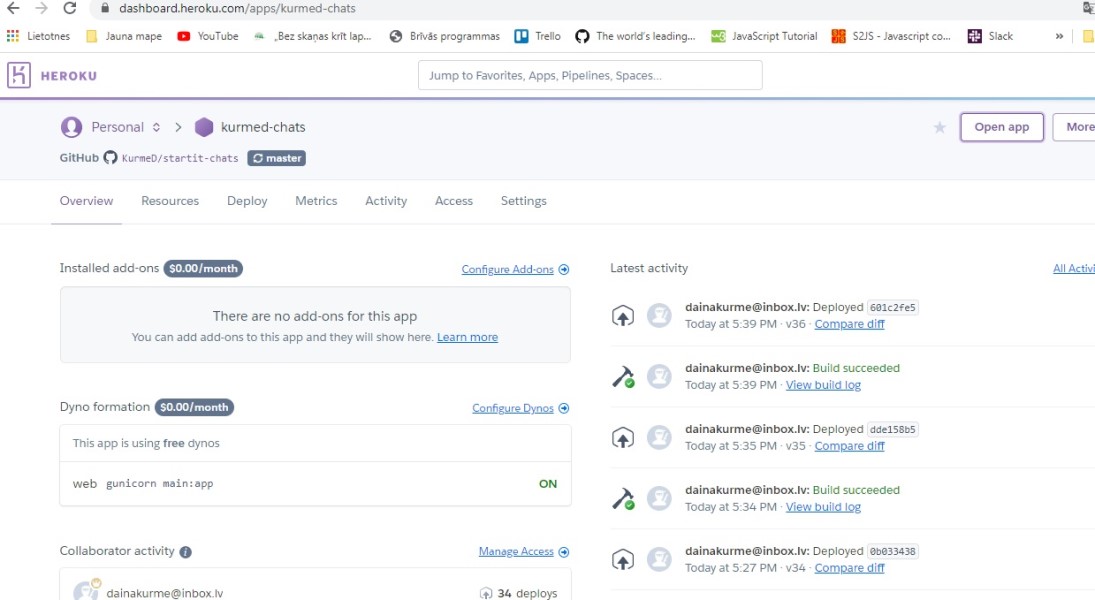 dashboard.heroku.com/apps/kurmed-chats
Lietotnes Jauna mape YouTube „Bez skaņas krīt lap... Brīvās programmas Trello The world's leading... JavaScript Tutorial S2JS - Javascript co... Slack »
HEROKU
Jump to Favorites, Apps, Pipelines, Spaces...
Personal kurmed-chats
Open app
More
GitHub KurmeD/startit-chats master
Overview Resources Deploy Metrics Activity Access Settings
Installed add-ons $0.00/month
Configure Add-ons
There are no add-ons for this app
You can add add-ons to this app and they will show here. Learn more
Dyno formation $0.00/month
Configure Dynos
This app is using free dynos
web gunicorn main:app ON
Collaborator activity
Manage Access
dainakurme@inbox.lv 34 deploys
Latest activity
All Activi
dainakurme@inbox.lv: Deployed 601c2fe5
Today at 5:39 PM · v36 · Compare diff
dainakurme@inbox.lv: Build succeeded
Today at 5:39 PM · View build log
dainakurme@inbox.lv: Deployed dde158b5
Today at 5:35 PM · v35 · Compare diff
dainakurme@inbox.lv: Build succeeded
Today at 5:34 PM · View build log
dainakurme@inbox.lv: Deployed 0b033438
Today at 5:27 PM · v34 · Compare diff